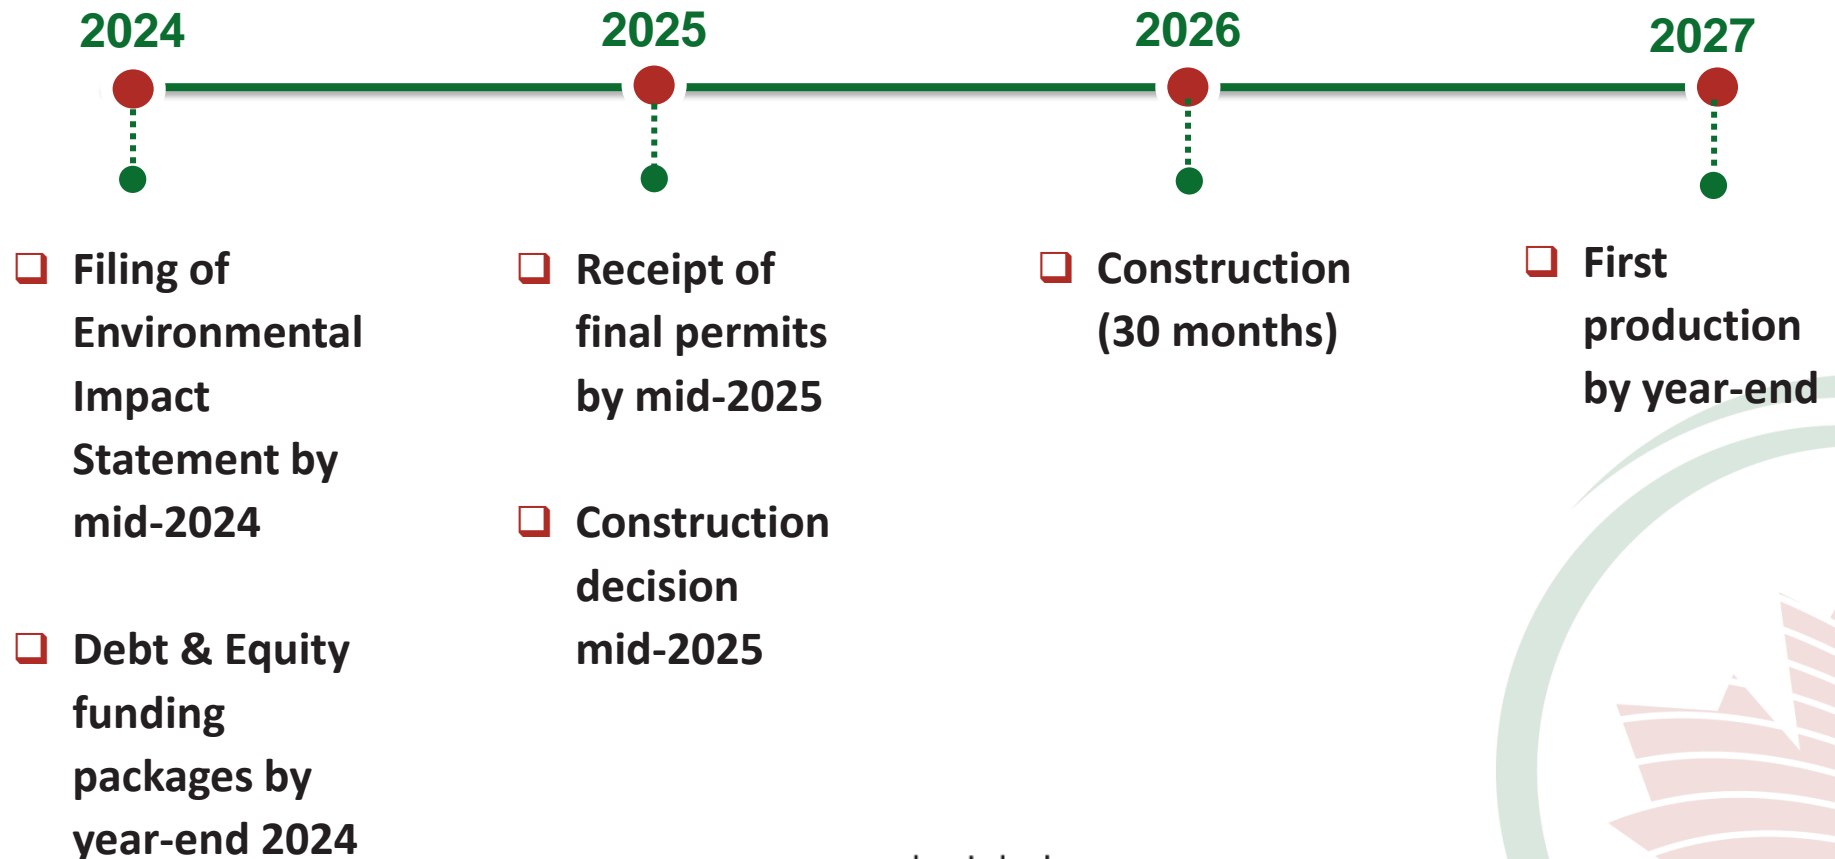 2024
2025
2026
2027
Filing of
Environmental
Impact
Statement by
mid-2024
Debt & Equity
funding
packages by
year-end 2024
Receipt of
final permits
by mid-2025
Construction
decision
mid-2025
Construction
(30 months)
First
production
by year-end